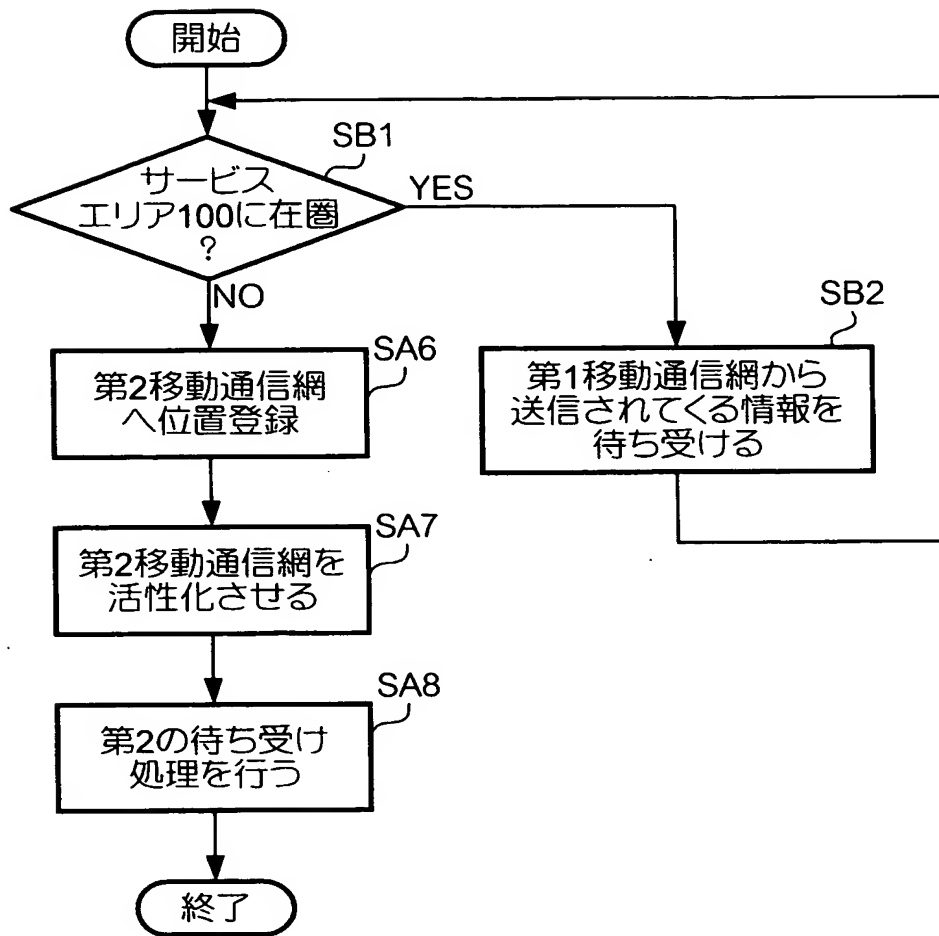 開始
SB1
サービス
エリア100に在圏
?
YES
NO
SB2
第1移動通信網から
送信されてくる情報を
待ち受ける
SA6
第2移動通信網
へ位置登録
SA7
第2移動通信網を
活性化させる
SA8
第2の待ち受け
処理を行う
終了